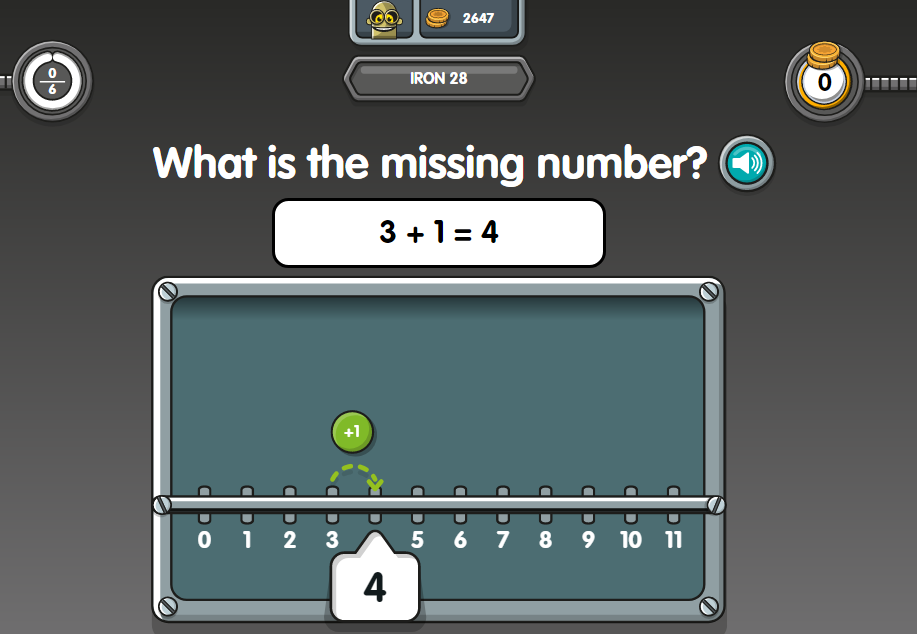 2647
0
6
IRON 28
0
What is the missing number?
3 + 1 = 4
+1
0 1 2 3 5 6 7 8 9 10 11
4